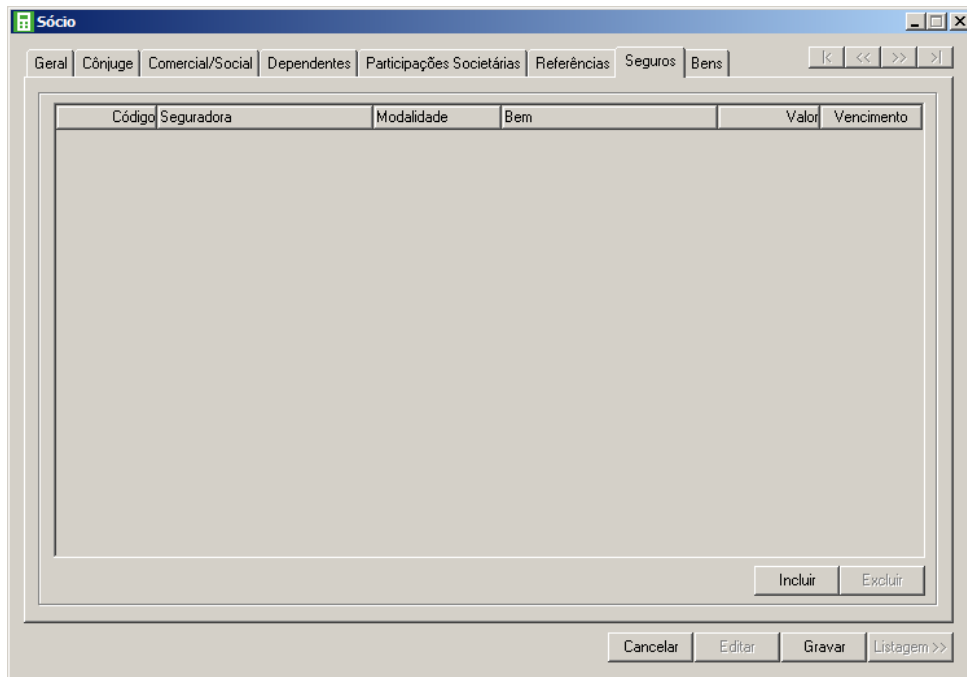 Sócio
Geral Cônjuge Comercial/Social Dependentes Participações Societárias Referências Seguros Bens |< << >> >|
Código Seguradora Modalidade Bem Valor Vencimento
Incluir Excluir
Cancelar Editar Gravar Listagem >>